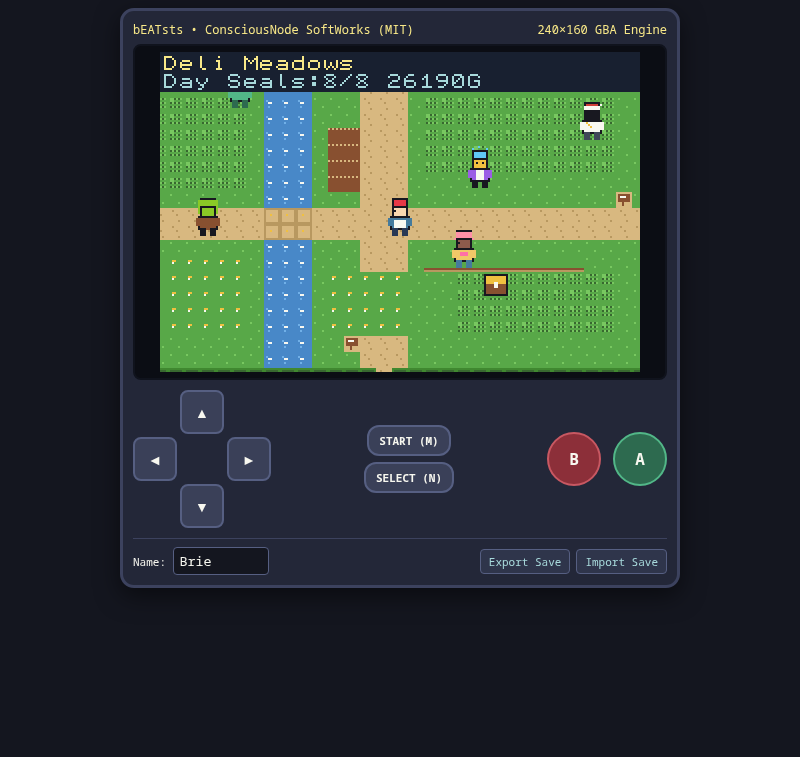 bEATsts • ConsciousNode SoftWorks (MIT)
240×160 GBA Engine
Deli Meadows
Day Seals:8/8 26190G
▲
◄ ►
▼
START (M)
SELECT (N)
B A
Name: Brie
Export Save Import Save